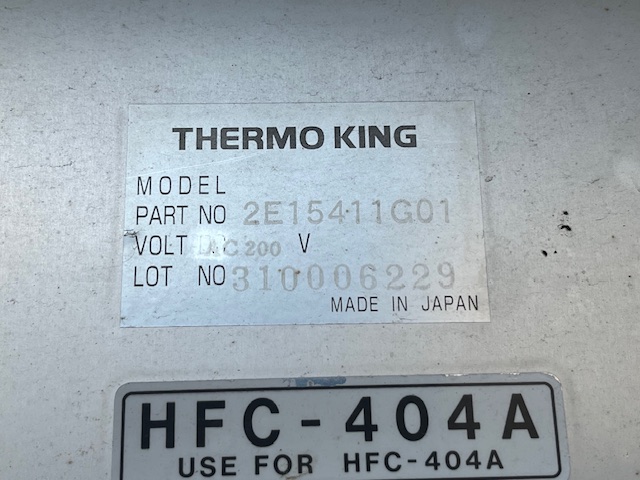 THERMO KING
MODEL
PART NO 2E15411G01
VOLT D.C 200 V
LOT NO 310006229
MADE IN JAPAN
HFC-404A
USE FOR HFC-404A